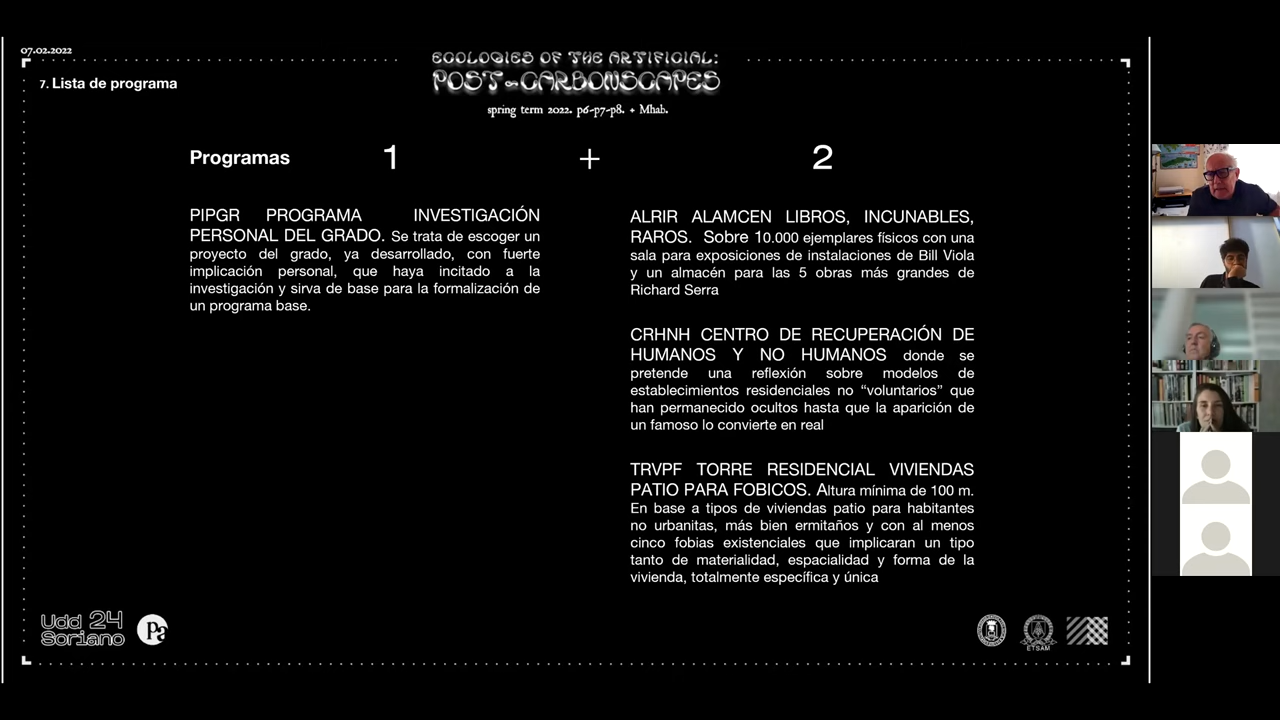 07.02.2022
ECOLOGIES OF THE ARTIFICIAL:
POST-CARBONSCAPES
spring term 2022. p6-p7-p8. + Mhab.
7. Lista de programa
Programas 1 + 2
PIPGR PROGRAMA INVESTIGACIÓN
PERSONAL DEL GRADO. Se trata de escoger un
proyecto del grado, ya desarrollado, con fuerte
implicación personal, que haya incitado a la
investigación y sirva de base para la formalización de
un programa base.
ALRIR ALAMCEN LIBROS, INCUNABLES,
RAROS. Sobre 10.000 ejemplares físicos con una
sala para exposiciones de instalaciones de Bill Viola
y un almacén para las 5 obras más grandes de
Richard Serra
CRHNH CENTRO DE RECUPERACIÓN DE
HUMANOS Y NO HUMANOS donde se
pretende una reflexión sobre modelos de
establecimientos residenciales no “voluntarios” que
han permanecido ocultos hasta que la aparición de
un famoso lo convierte en real
TRVPF TORRE RESIDENCIAL VIVIENDAS
PATIO PARA FOBICOS. Altura mínima de 100 m.
En base a tipos de viviendas patio para habitantes
no urbanitas, más bien ermitaños y con al menos
cinco fobias existenciales que implicaran un tipo
tanto de materialidad, espacialidad y forma de la
vivienda, totalmente específica y única
Udd 24
Soriano
Pa
ETSAM